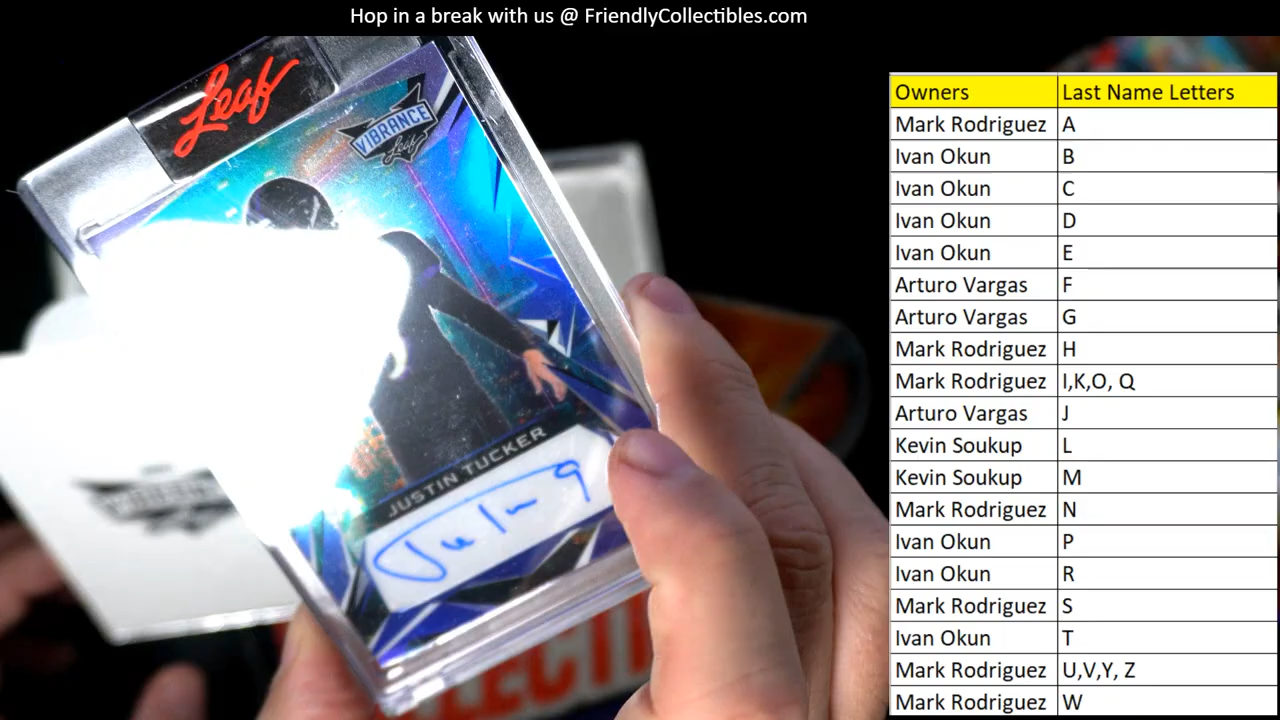 Hop in a break with us @ FriendlyCollectibles.com
Leaf
VIBRANCE
Leaf
JUSTIN TUCKER
Owners Last Name Letters
Mark Rodriguez A
Ivan Okun B
Ivan Okun C
Ivan Okun D
Ivan Okun E
Arturo Vargas F
Arturo Vargas G
Mark Rodriguez H
Mark Rodriguez I,K,O, Q
Arturo Vargas J
Kevin Soukup L
Kevin Soukup M
Mark Rodriguez N
Ivan Okun P
Ivan Okun R
Mark Rodriguez S
Ivan Okun T
Mark Rodriguez U,V,Y, Z
Mark Rodriguez W